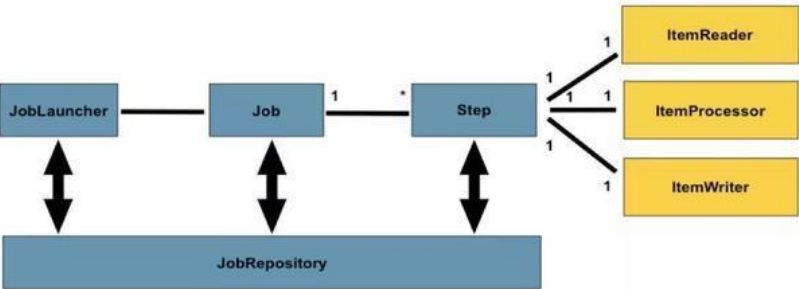 ItemReader
1
1
JobLauncher
Job
1
*
Step
1
1
ItemProcessor
1
1
ItemWriter
JobRepository